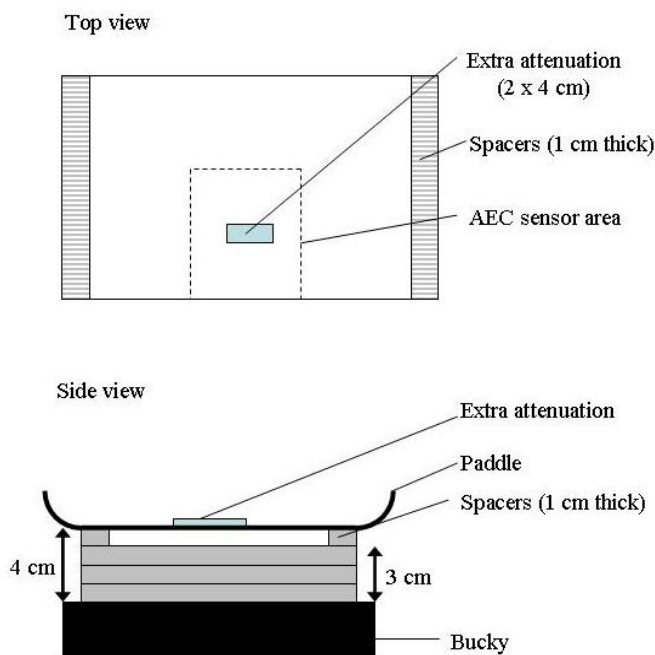 Top view
Extra attenuation
(2 x 4 cm)
Spacers (1 cm thick)
AEC sensor area
Side view
Extra attenuation
Paddle
Spacers (1 cm thick)
4 cm
3 cm
Bucky